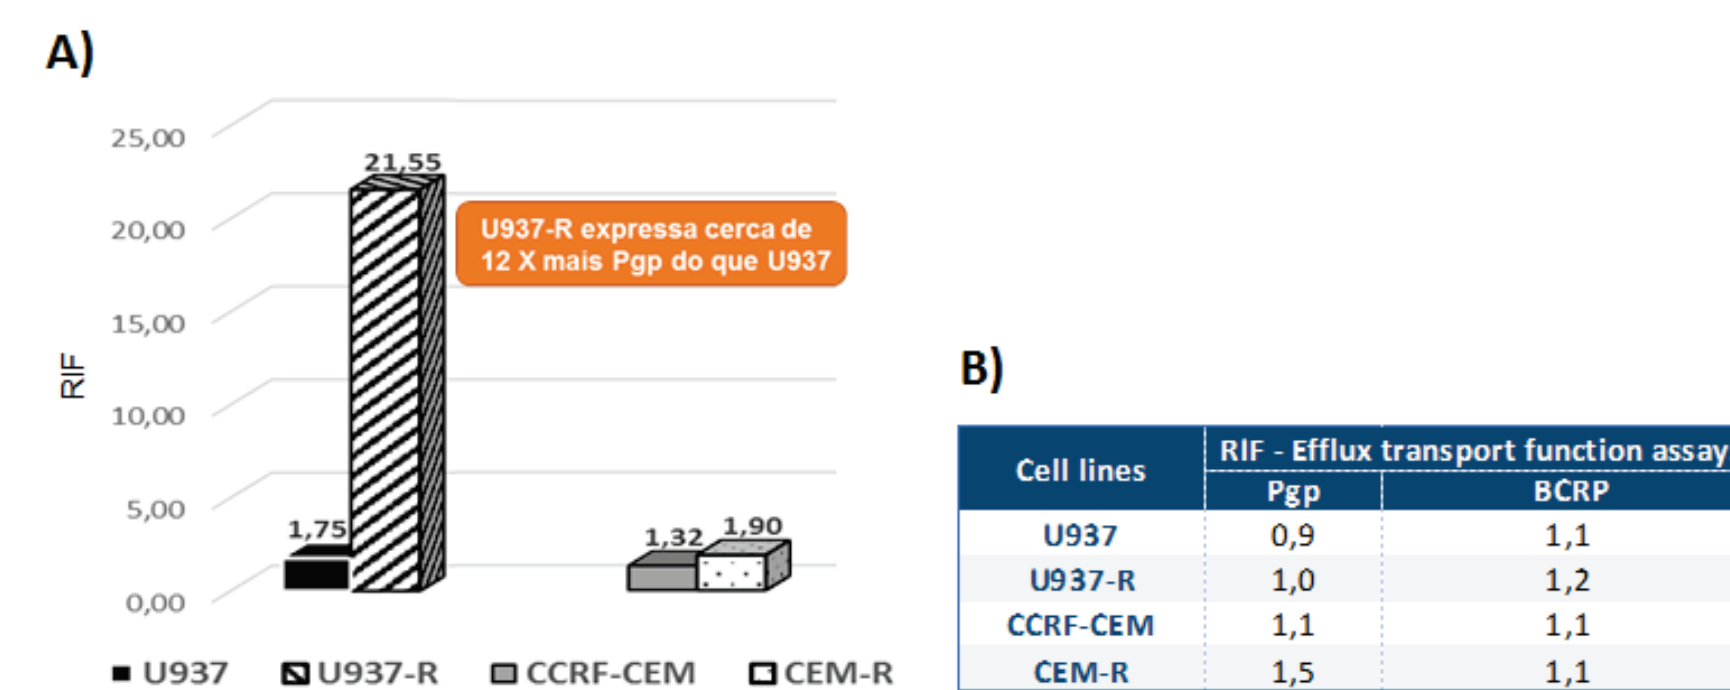 A)
25,00
20,00
15,00
10,00
5,00
0,00
RIF
1,75
21,55
1,32
1,90
U937-R expressa cerca de
12 X mais Pgp do que U937
U937 U937-R CCRF-CEM CEM-R
B)
Cell lines RIF - Efflux transport function assay
Pgp BCRP
U937 0,9 1,1
U937-R 1,0 1,2
CCRF-CEM 1,1 1,1
CEM-R 1,5 1,1